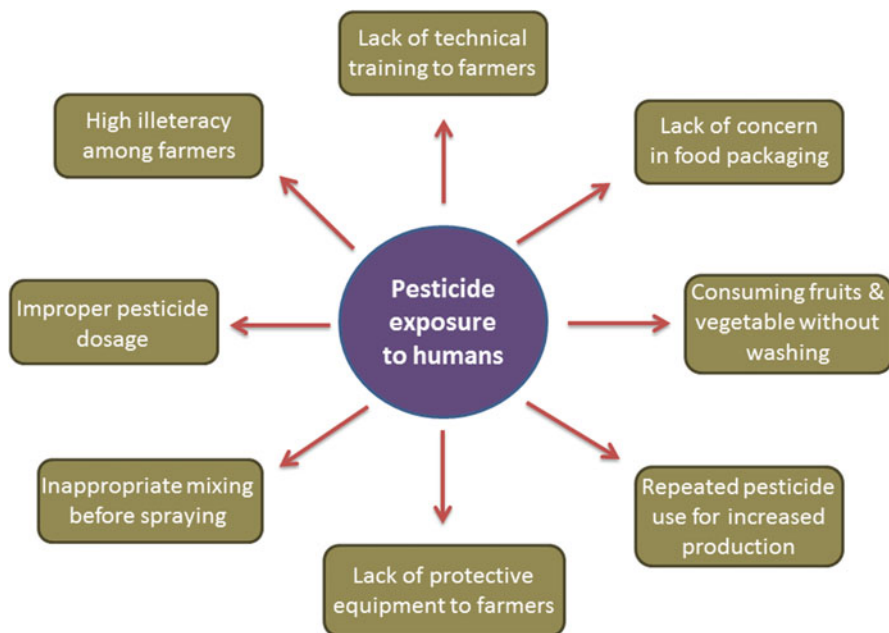 Lack of technical
training to farmers
High illeteracy
among farmers
Lack of concern
in food packaging
Pesticide
exposure
to humans
Improper pesticide
dosage
Consuming fruits &
vegetable without
washing
Inappropriate mixing
before spraying
Repeated pesticide
use for increased
production
Lack of protective
equipment to farmers